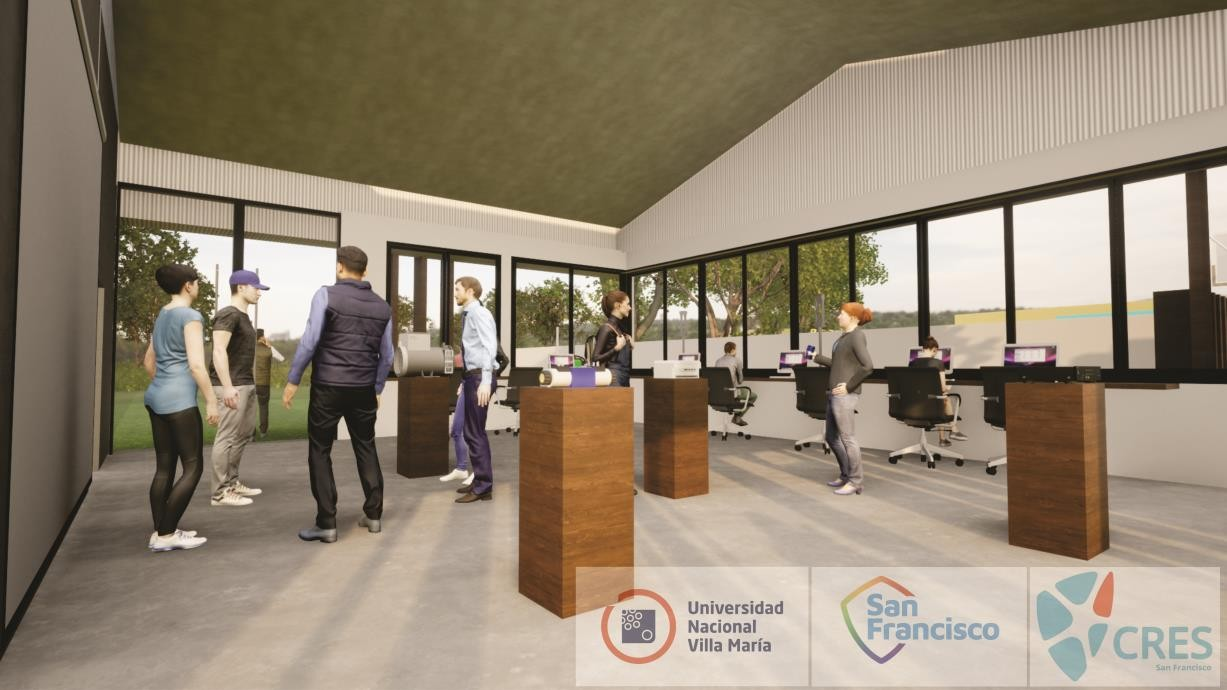 Universidad
Nacional
Villa María
San
Francisco
CRES
San Francisco